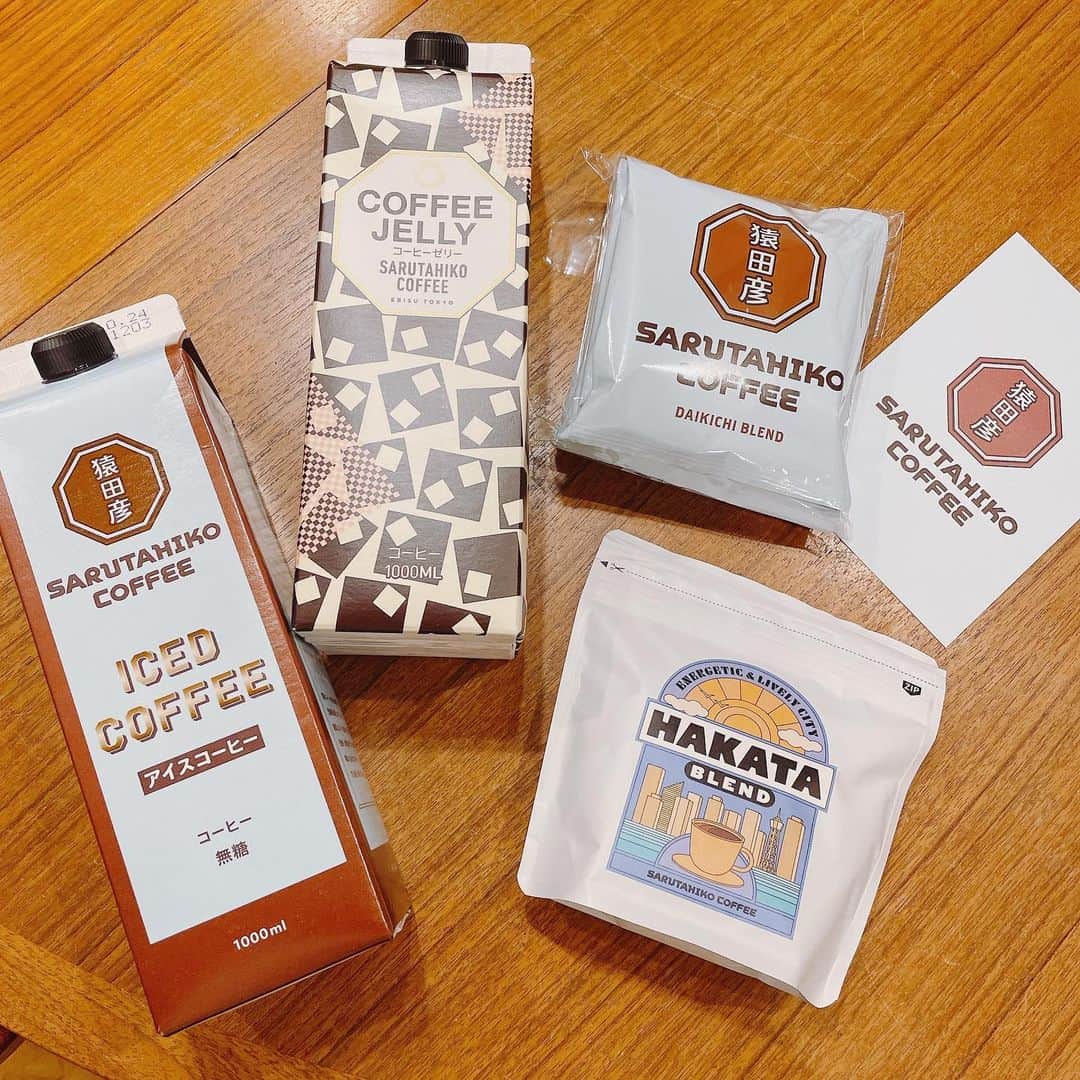 0.24
1203
猿田彦
SARUTAHIKO
COFFEE
ICED
COFFEE
アイスコーヒー
コーヒー
無糖
1000ml
COFFEE
JELLY
コーヒーゼリー
SARUTAHIKO
COFFEE
EBISU TOKYO
コーヒー
1000ML
猿田彦
SARUTAHIKO
COFFEE
DAIKICHI BLEND
猿田彦
SARUTAHIKO
COFFEE
ZIP
ENERGETIC & LIVELY CITY
HAKATA
BLEND
SARUTAHIKO COFFEE